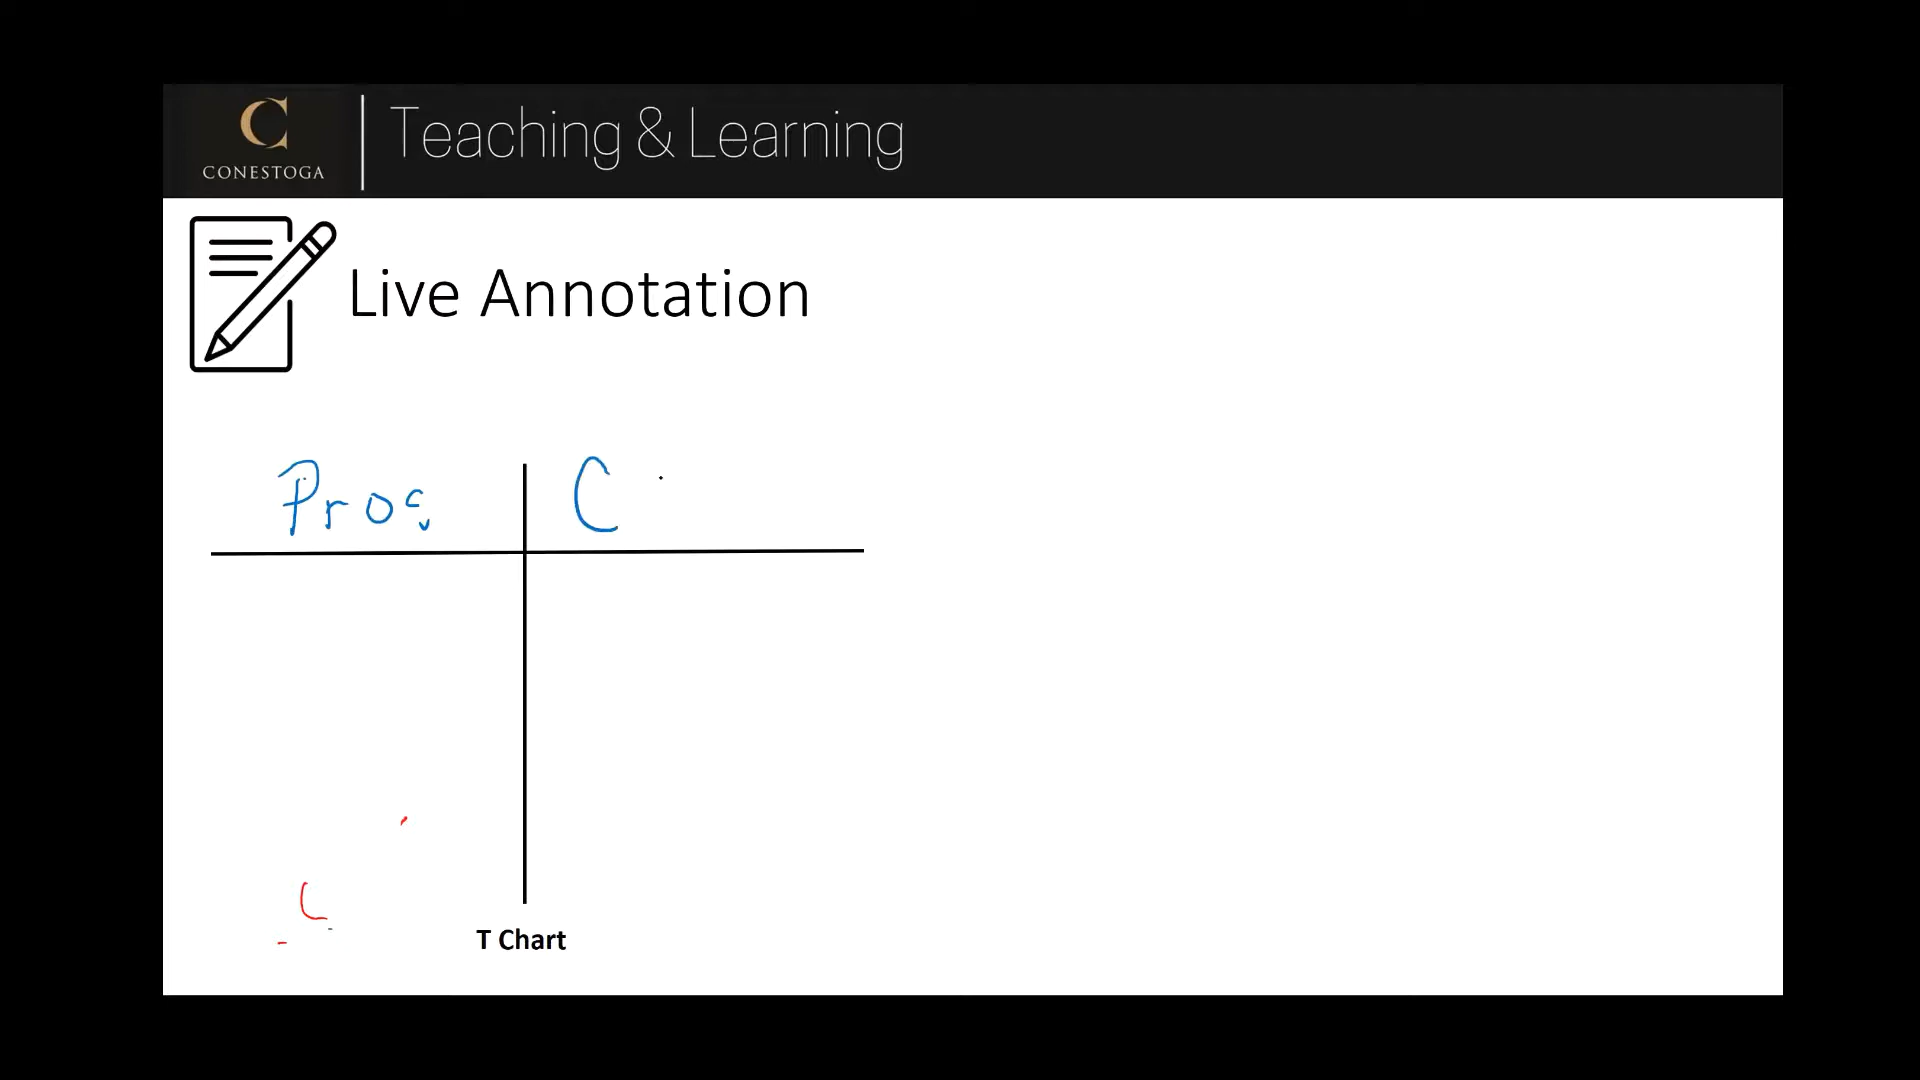 CONESTOGA
Teaching & Learning
Live Annotation
Pros C
T Chart